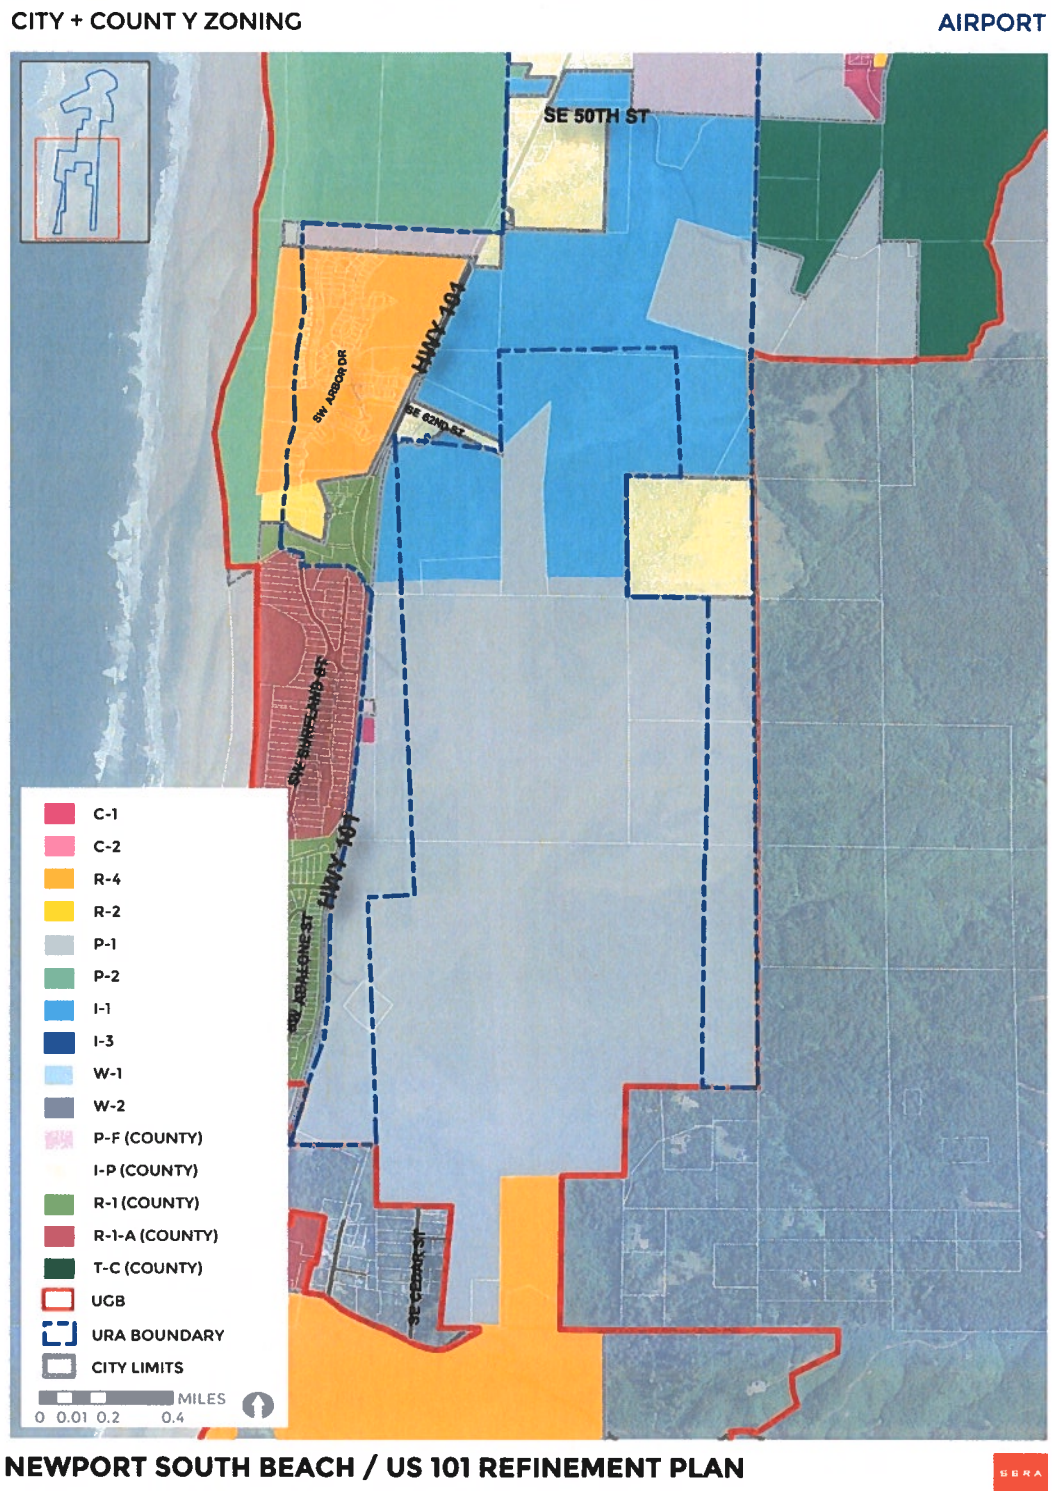 CITY + COUNT Y ZONING
AIRPORT
SE 50TH ST
HWY 101
SW ARBOR DR
SE 62ND ST
SW SURFLAND ST
HWY 101
SW ABALONE ST
SE CEDAR ST
C-1
C-2
R-4
R-2
P-1
P-2
I-1
I-3
W-1
W-2
P-F (COUNTY)
I-P (COUNTY)
R-1 (COUNTY)
R-1-A (COUNTY)
T-C (COUNTY)
UGB
URA BOUNDARY
CITY LIMITS
MILES
0 0.01 0.2 0.4
NEWPORT SOUTH BEACH / US 101 REFINEMENT PLAN
SERA